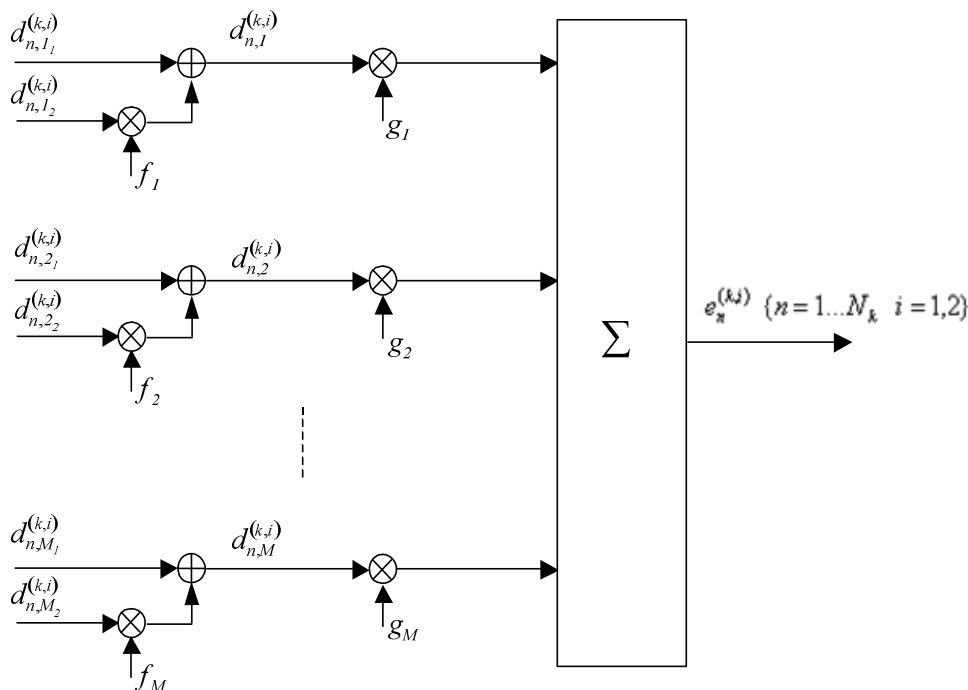 d_{n,1_1}^{(k,i)}
d_{n,1}^{(k,i)}
d_{n,1_2}^{(k,i)}
g_1
f_1
d_{n,2_1}^{(k,i)}
d_{n,2}^{(k,i)}
d_{n,2_2}^{(k,i)}
g_2
f_2
Σ
e_n^{(k,i)} {n = 1...N_k i = 1,2}
d_{n,M_1}^{(k,i)}
d_{n,M}^{(k,i)}
d_{n,M_2}^{(k,i)}
g_M
f_M